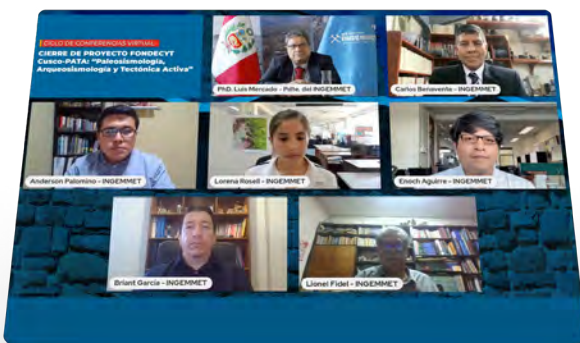 CICLO DE CONFERENCIAS VIRTUAL:
CIERRE DE PROYECTO FONDECYT
Cusco-PATA: "Paleosismología,
Arqueosismología y Tectónica Activa"
INGEMMET
PhD. Luis Mercado - Pdte. del INGEMMET
Carlos Benavente - INGEMMET
Anderson Palomino - INGEMMET
Lorena Rosell - INGEMMET
Enoch Aguirre - INGEMMET
Briant García - INGEMMET
Lionel Fidel - INGEMMET